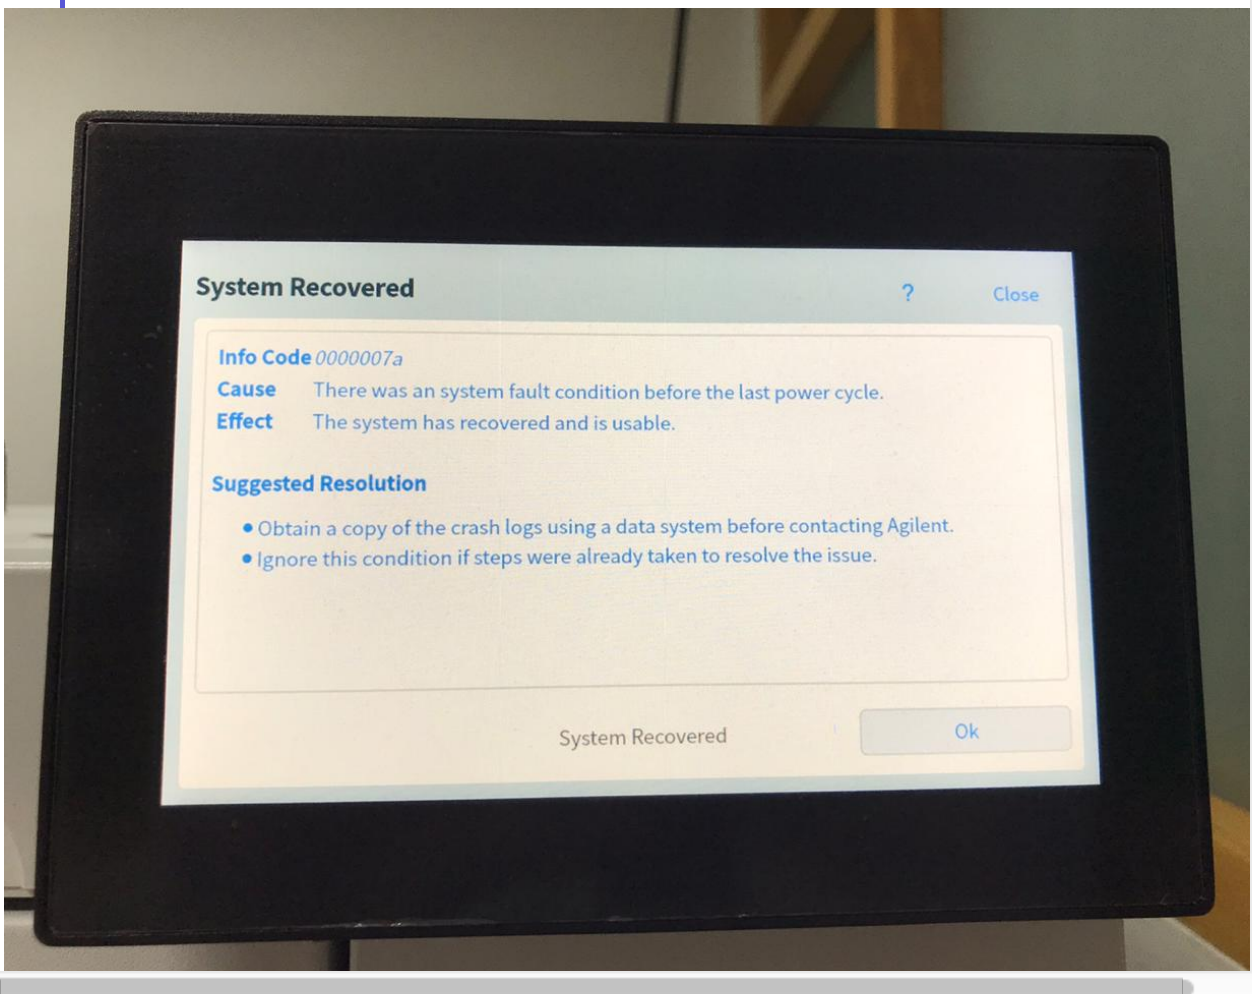 System Recovered
? Close
Info Code 0000007a
Cause There was an system fault condition before the last power cycle.
Effect The system has recovered and is usable.
Suggested Resolution
• Obtain a copy of the crash logs using a data system before contacting Agilent.
• Ignore this condition if steps were already taken to resolve the issue.
System Recovered
Ok